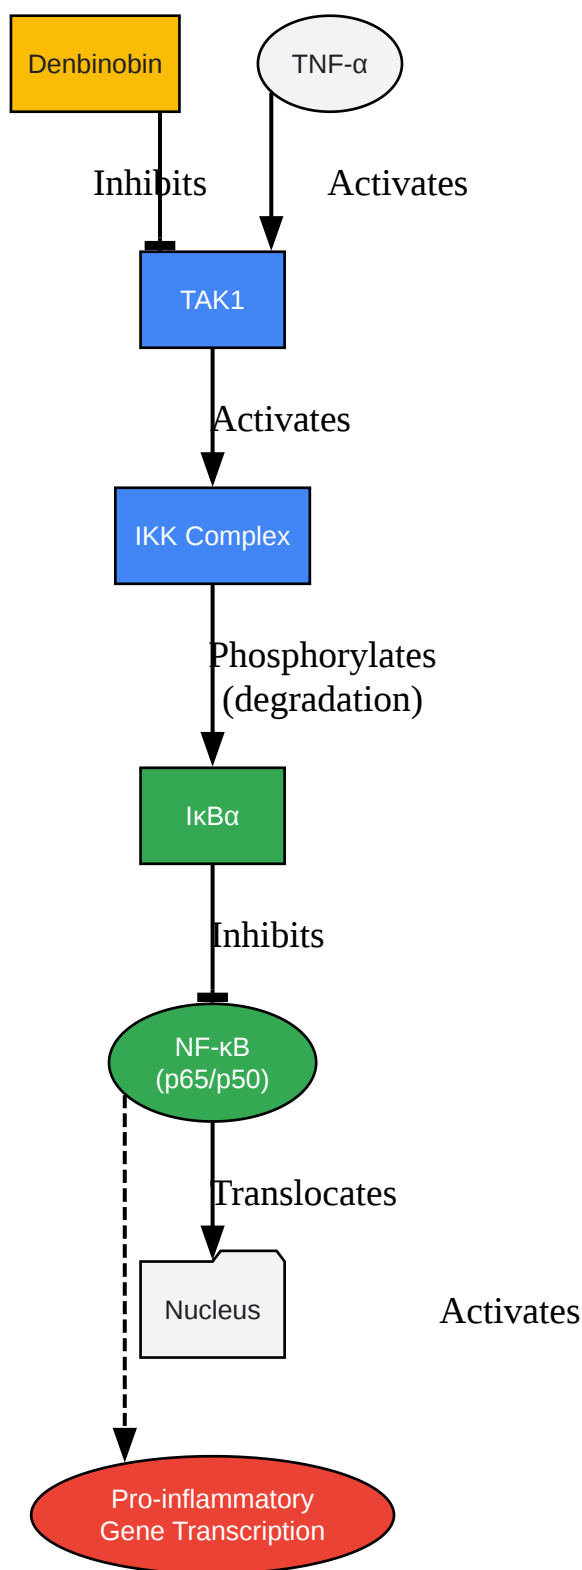 Denbinobin
TNF-α
Inhibits
Activates
TAK1
Activates
IKK Complex
Phosphorylates
(degradation)
IκBα
Inhibits
NF-κB
(p65/p50)
Translocates
Nucleus
Activates
Pro-inflammatory
Gene Transcription